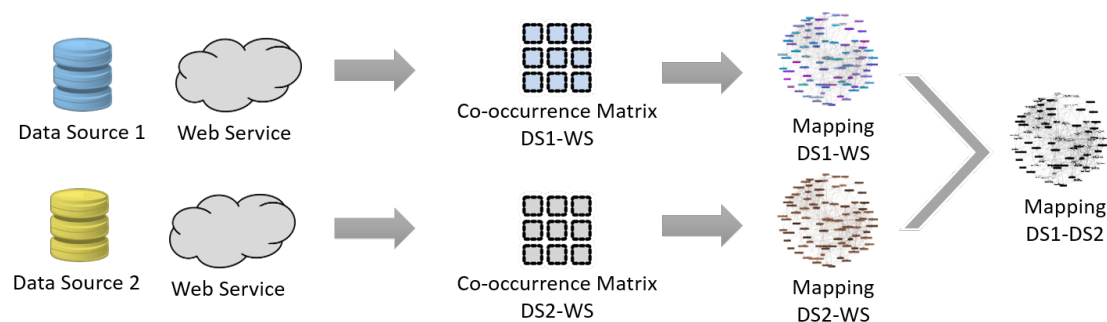 Data Source 1
Web Service
Co-occurrence Matrix
DS1-WS
Mapping
DS1-WS
Mapping
DS1-DS2
Data Source 2
Web Service
Co-occurrence Matrix
DS2-WS
Mapping
DS2-WS